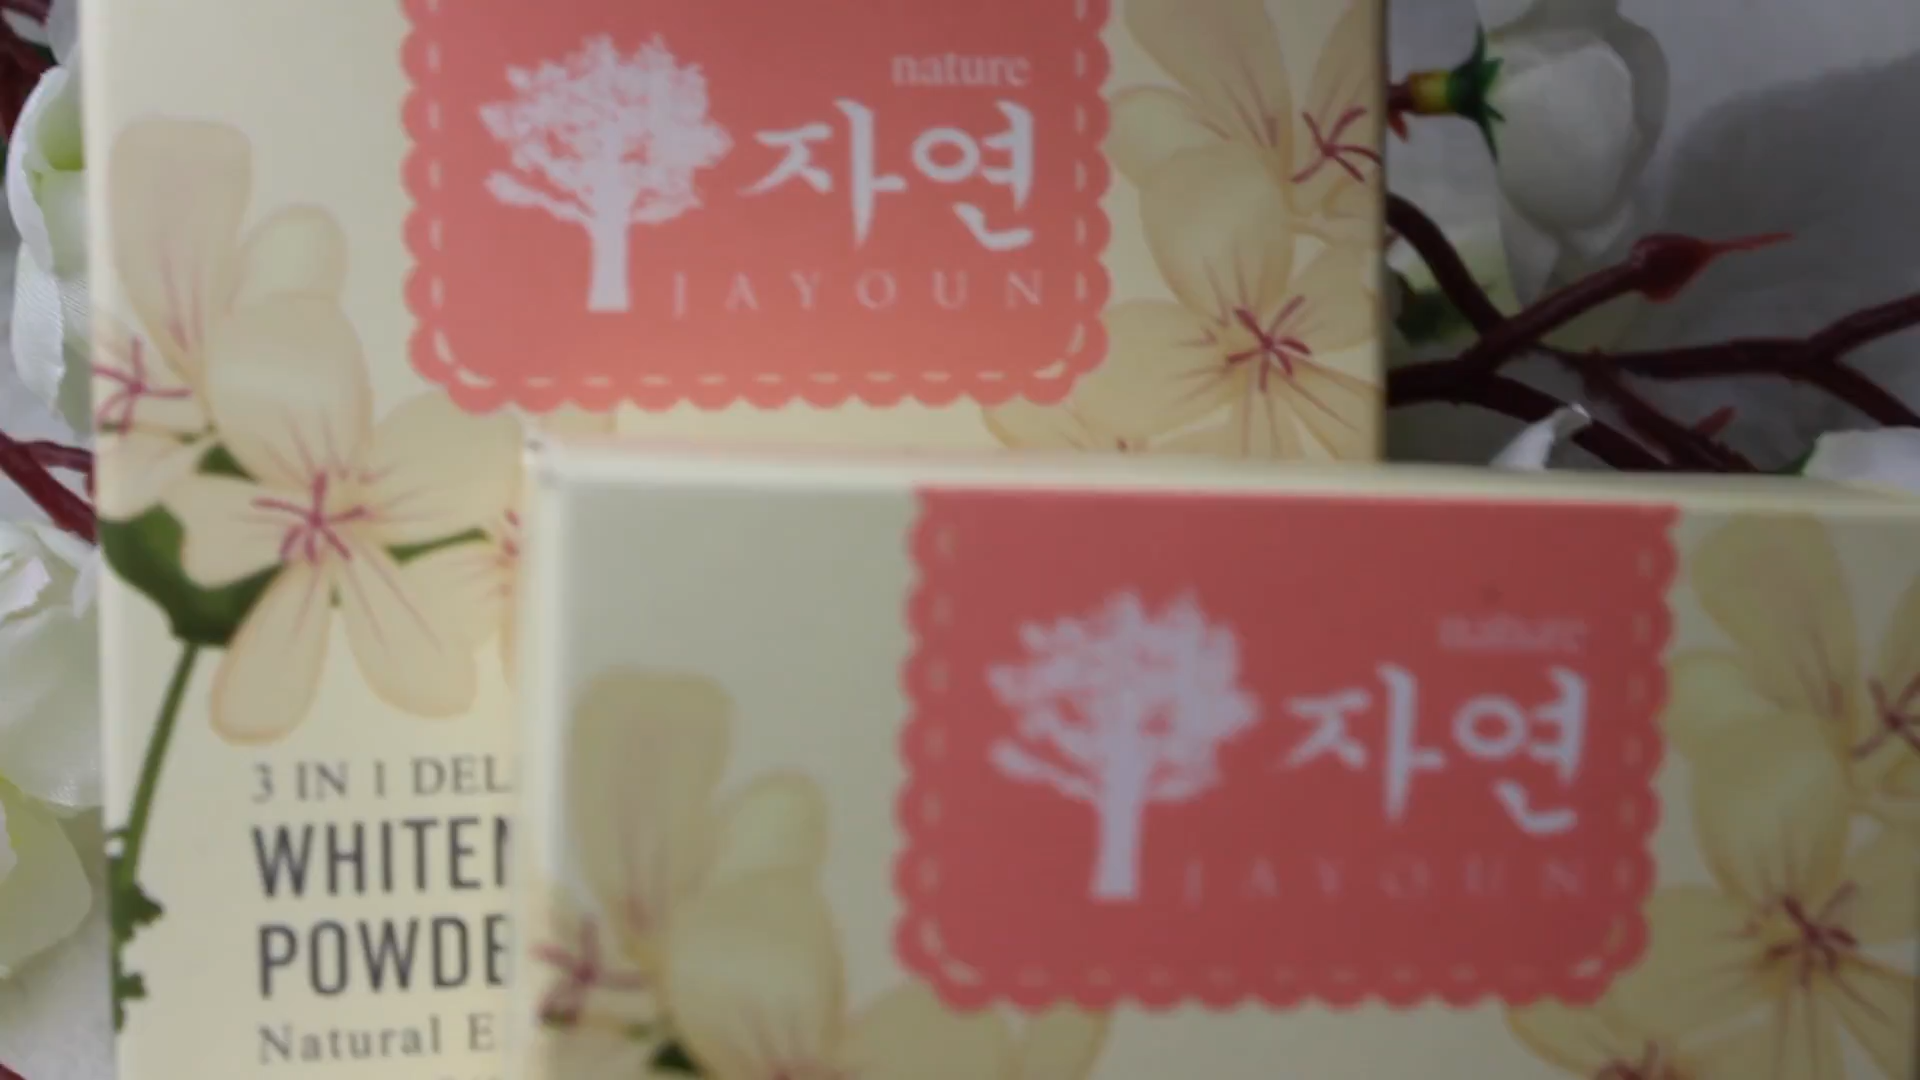 nature
자연
JAYOUN
3 IN 1 DEL
WHITEN
POWDE
Natural E
nature
자연
JAYOUN